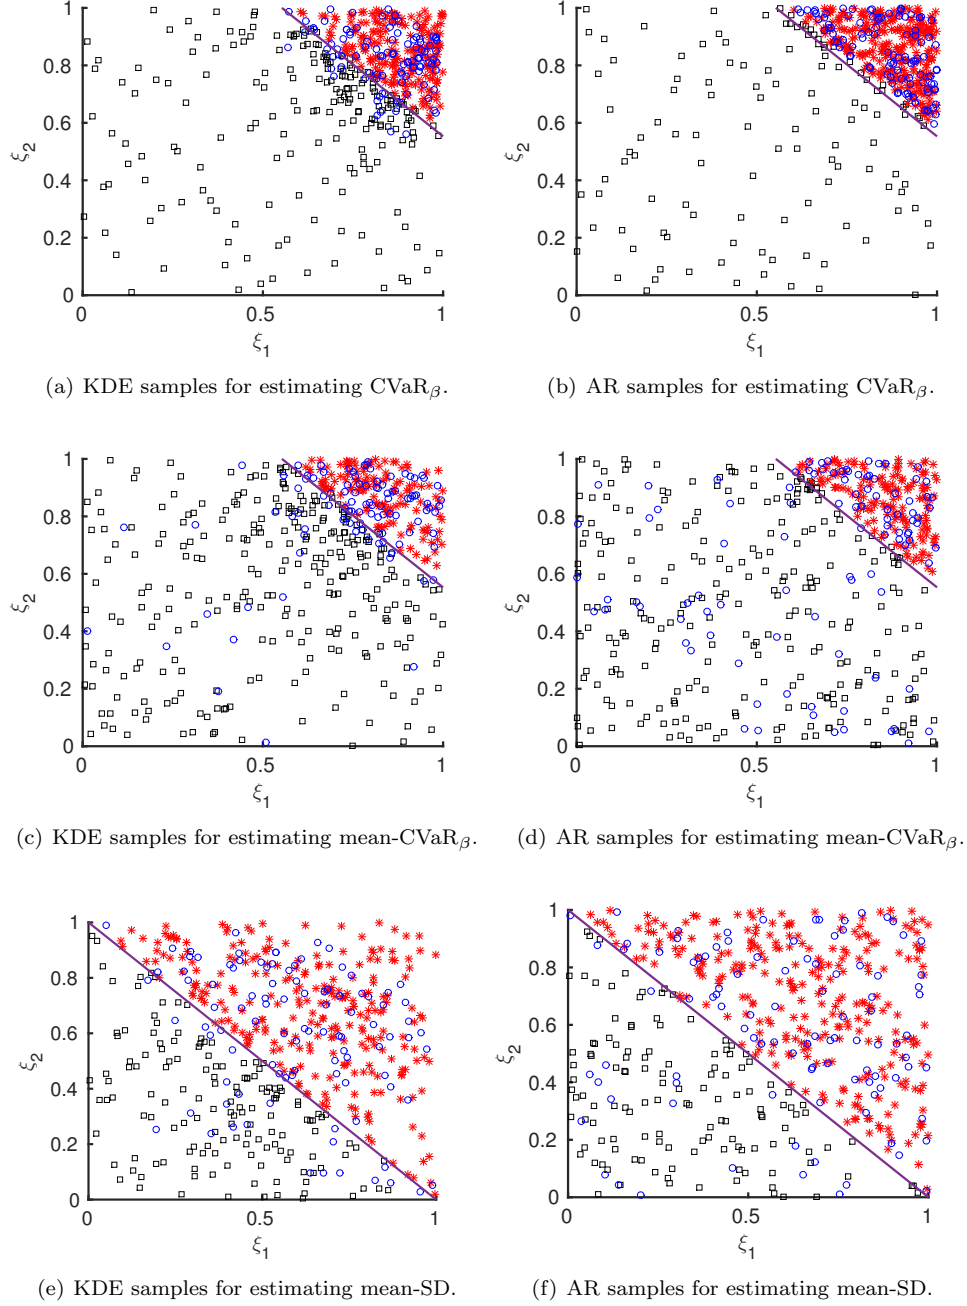 1
0.8
0.6
ξ2
0.4
0.2
0
0 0.5 1
ξ1
(a) KDE samples for estimating CVaRβ.
1
0.8
0.6
ξ2
0.4
0.2
0
0 0.5 1
ξ1
(b) AR samples for estimating CVaRβ.
1
0.8
0.6
ξ2
0.4
0.2
0
0 0.5 1
ξ1
(c) KDE samples for estimating mean-CVaRβ.
1
0.8
0.6
ξ2
0.4
0.2
0
0 0.5 1
ξ1
(d) AR samples for estimating mean-CVaRβ.
1
0.8
0.6
ξ2
0.4
0.2
0
0 0.5 1
ξ1
(e) KDE samples for estimating mean-SD.
1
0.8
0.6
ξ2
0.4
0.2
0
0 0.5 1
ξ1
(f) AR samples for estimating mean-SD.